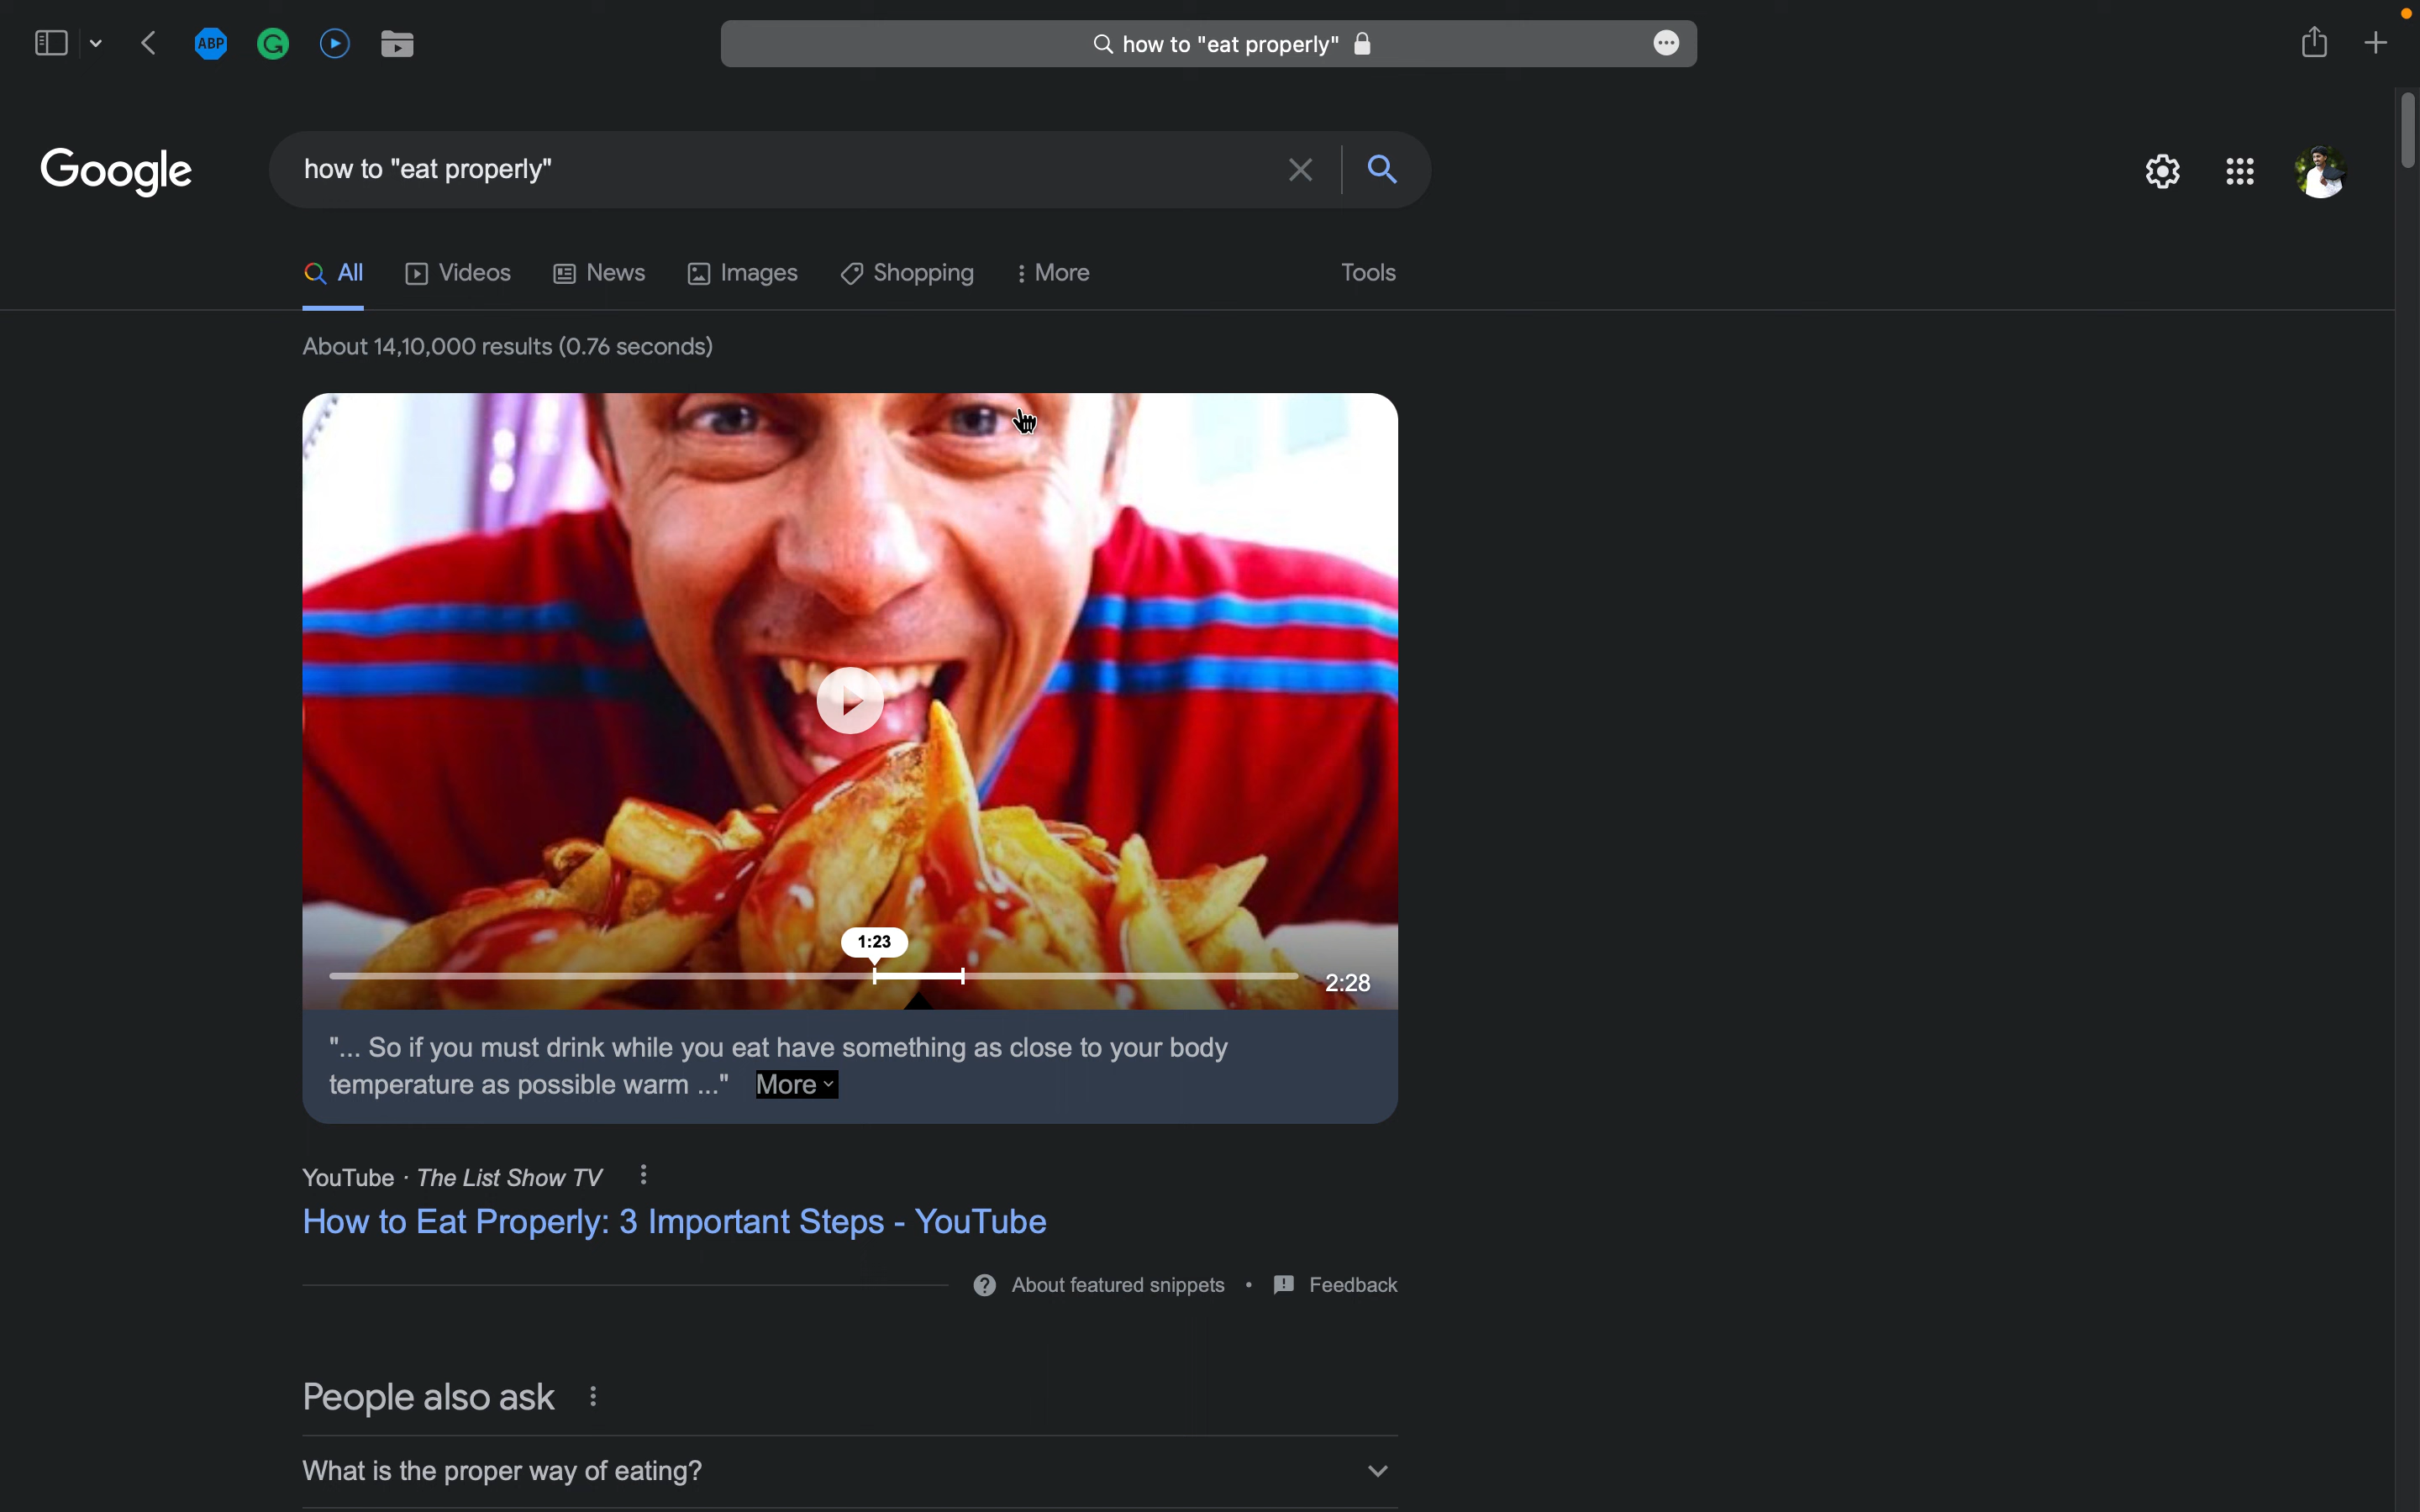 ABP
how to "eat properly"
Google
how to "eat properly"
All
Videos
News
Images
Shopping
More
Tools
About 14,10,000 results (0.76 seconds)
1:23
2:28
"... So if you must drink while you eat have something as close to your body
temperature as possible warm ..." More
YouTube · The List Show TV
How to Eat Properly: 3 Important Steps - YouTube
About featured snippets • Feedback
People also ask
What is the proper way of eating?